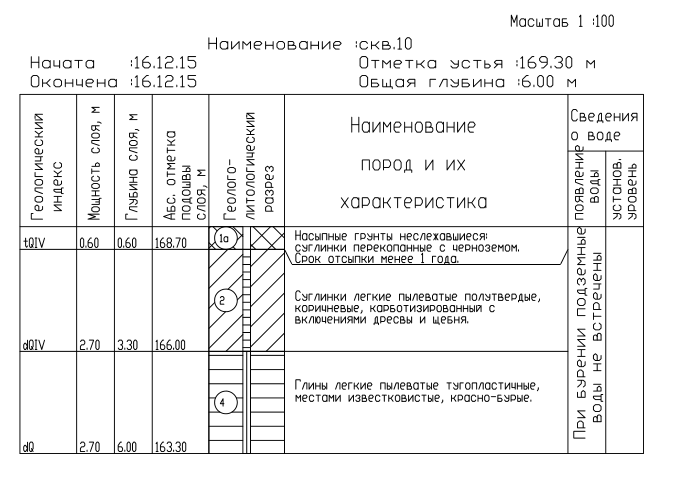 Масштаб 1 :100
Наименование :скв.10
Начата :16.12.15
Отметка устья :169.30 м
Окончена :16.12.15
Общая глубина :6.00 м
Геологический
индекс
Мощность слоя, м
Глубина слоя, м
Абс. отметка
подошвы
слоя, м
Геолого-
литологический
разрез
Наименование
пород и их
характеристика
Сведения
о воде
появление
воды
установ.
уровень
tQIV 0.60 0.60 168.70
1а
Насыпные грунты неслежавшиеся:
суглинки перекопанные с черноземом.
Срок отсыпки менее 1 года.
dQIV 2.70 3.30 166.00
2
Суглинки легкие пылеватые полутвердые,
коричневые, карботизированный с
включениями дресвы и щебня.
dQ 2.70 6.00 163.30
4
Глины легкие пылеватые тугопластичные,
местами известковистые, красно-бурые.
При бурении подземные
воды не встречены